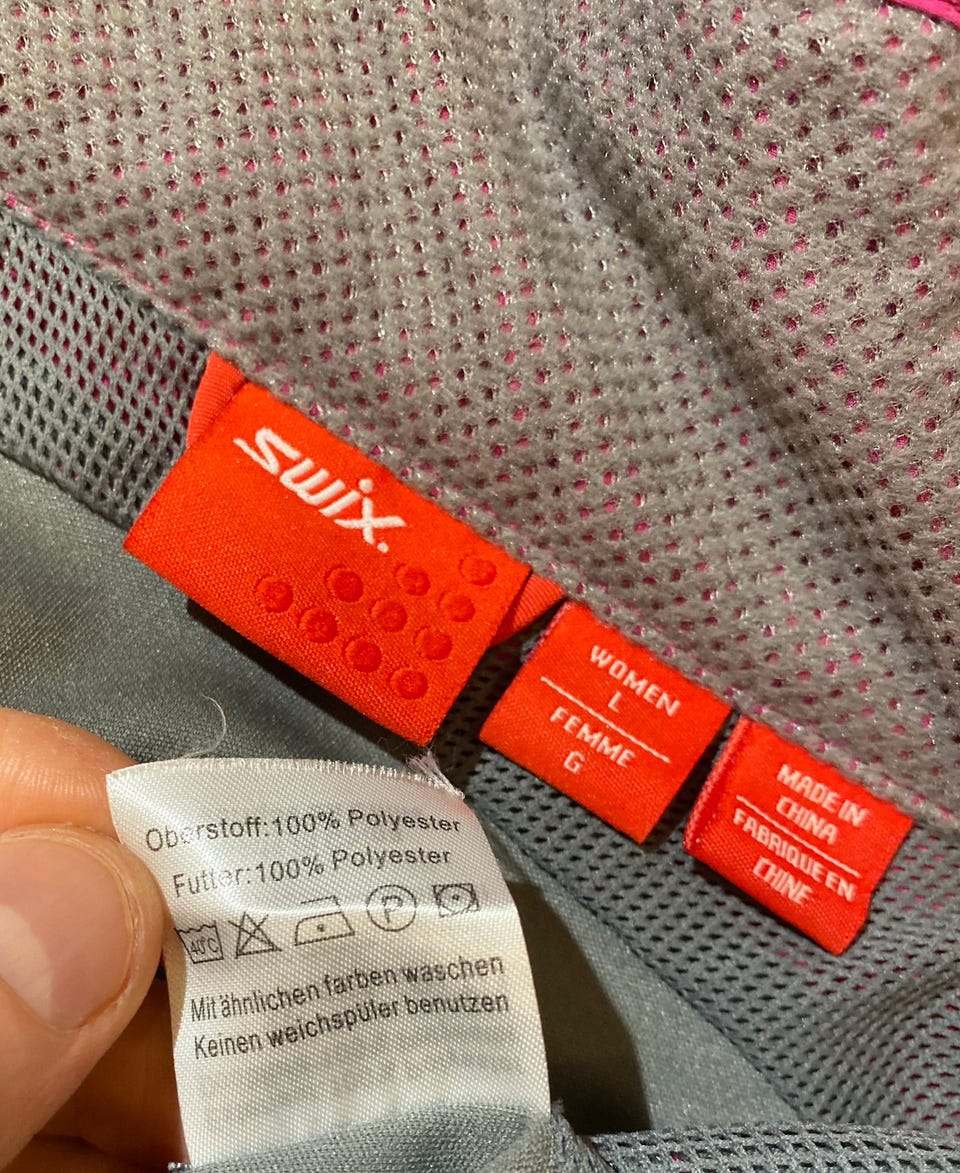 swix.
WOMEN
L
FEMME
G
MADE IN
CHINA
FABRIQUE EN
CHINE
Oberstoff:100% Polyester
Futter:100% Polyester
40°C
P
Mit ähnlichen farben waschen
Keinen weichspüler benutzen